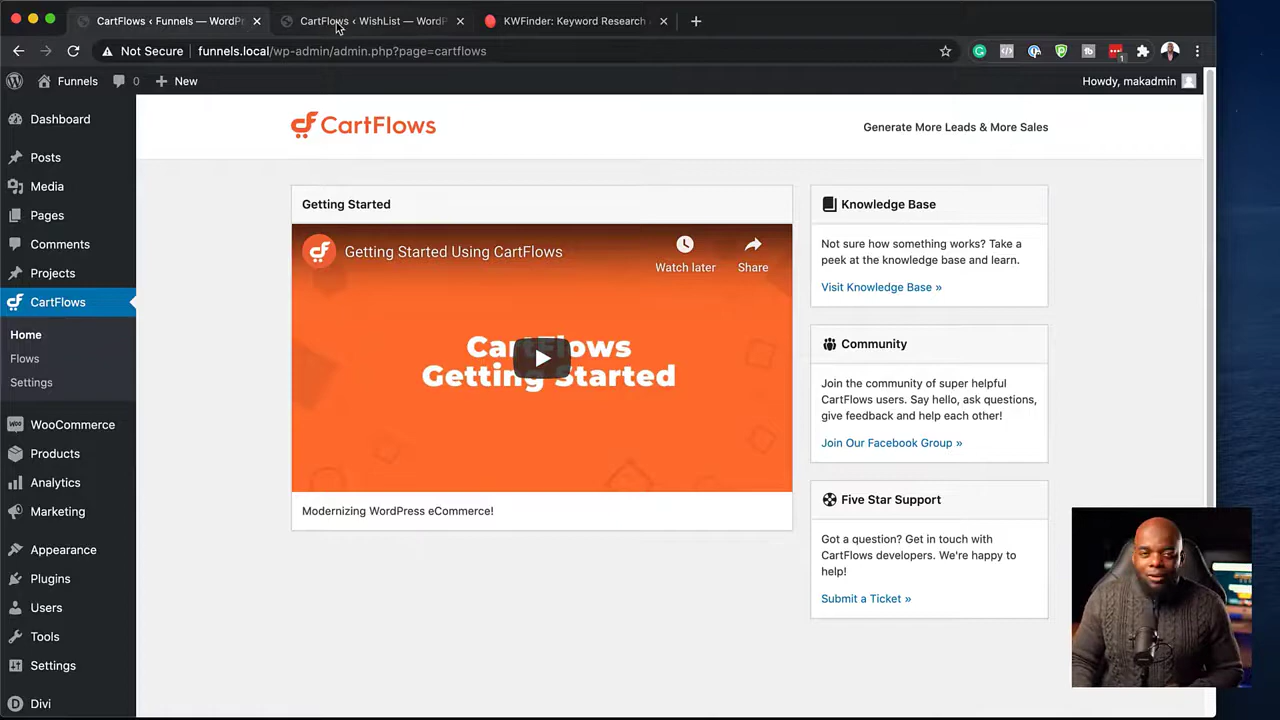 CartFlows ‹ Funnels — WordPr
CartFlows ‹ WishList — WordP
KWFinder: Keyword Research
Not Secure
funnels.local/wp-admin/admin.php?page=cartflows
1
Funnels
0
New
Howdy, makadmin
Dashboard
Posts
Media
Pages
Comments
Projects
CartFlows
Home
Flows
Settings
WooCommerce
Products
Analytics
Marketing
Appearance
Plugins
Users
Tools
Settings
Divi
CartFlows
Generate More Leads & More Sales
Getting Started
Getting Started Using CartFlows
Watch later
Share
CartFlows
Getting Started
Modernizing WordPress eCommerce!
Knowledge Base
Not sure how something works? Take a
peek at the knowledge base and learn.
Visit Knowledge Base »
Community
Join the community of super helpful
CartFlows users. Say hello, ask questions,
give feedback and help each other!
Join Our Facebook Group »
Five Star Support
Got a question? Get in touch with
CartFlows developers. We're happy to
help!
Submit a Ticket »